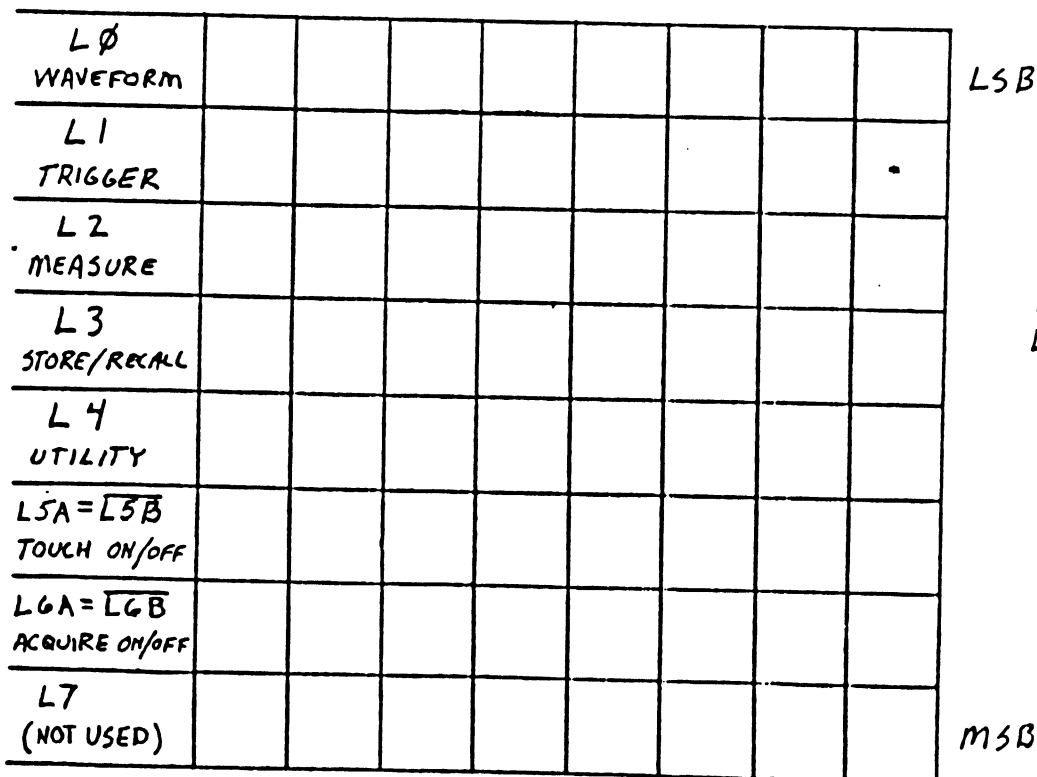 LØ
WAVEFORM
LSB
L1
TRIGGER
L2
MEASURE
L3
STORE/RECALL
L4
UTILITY
L5A = L5B
TOUCH ON/OFF
L6A = L6B
ACQUIRE ON/OFF
L7
(NOT USED)
MSB